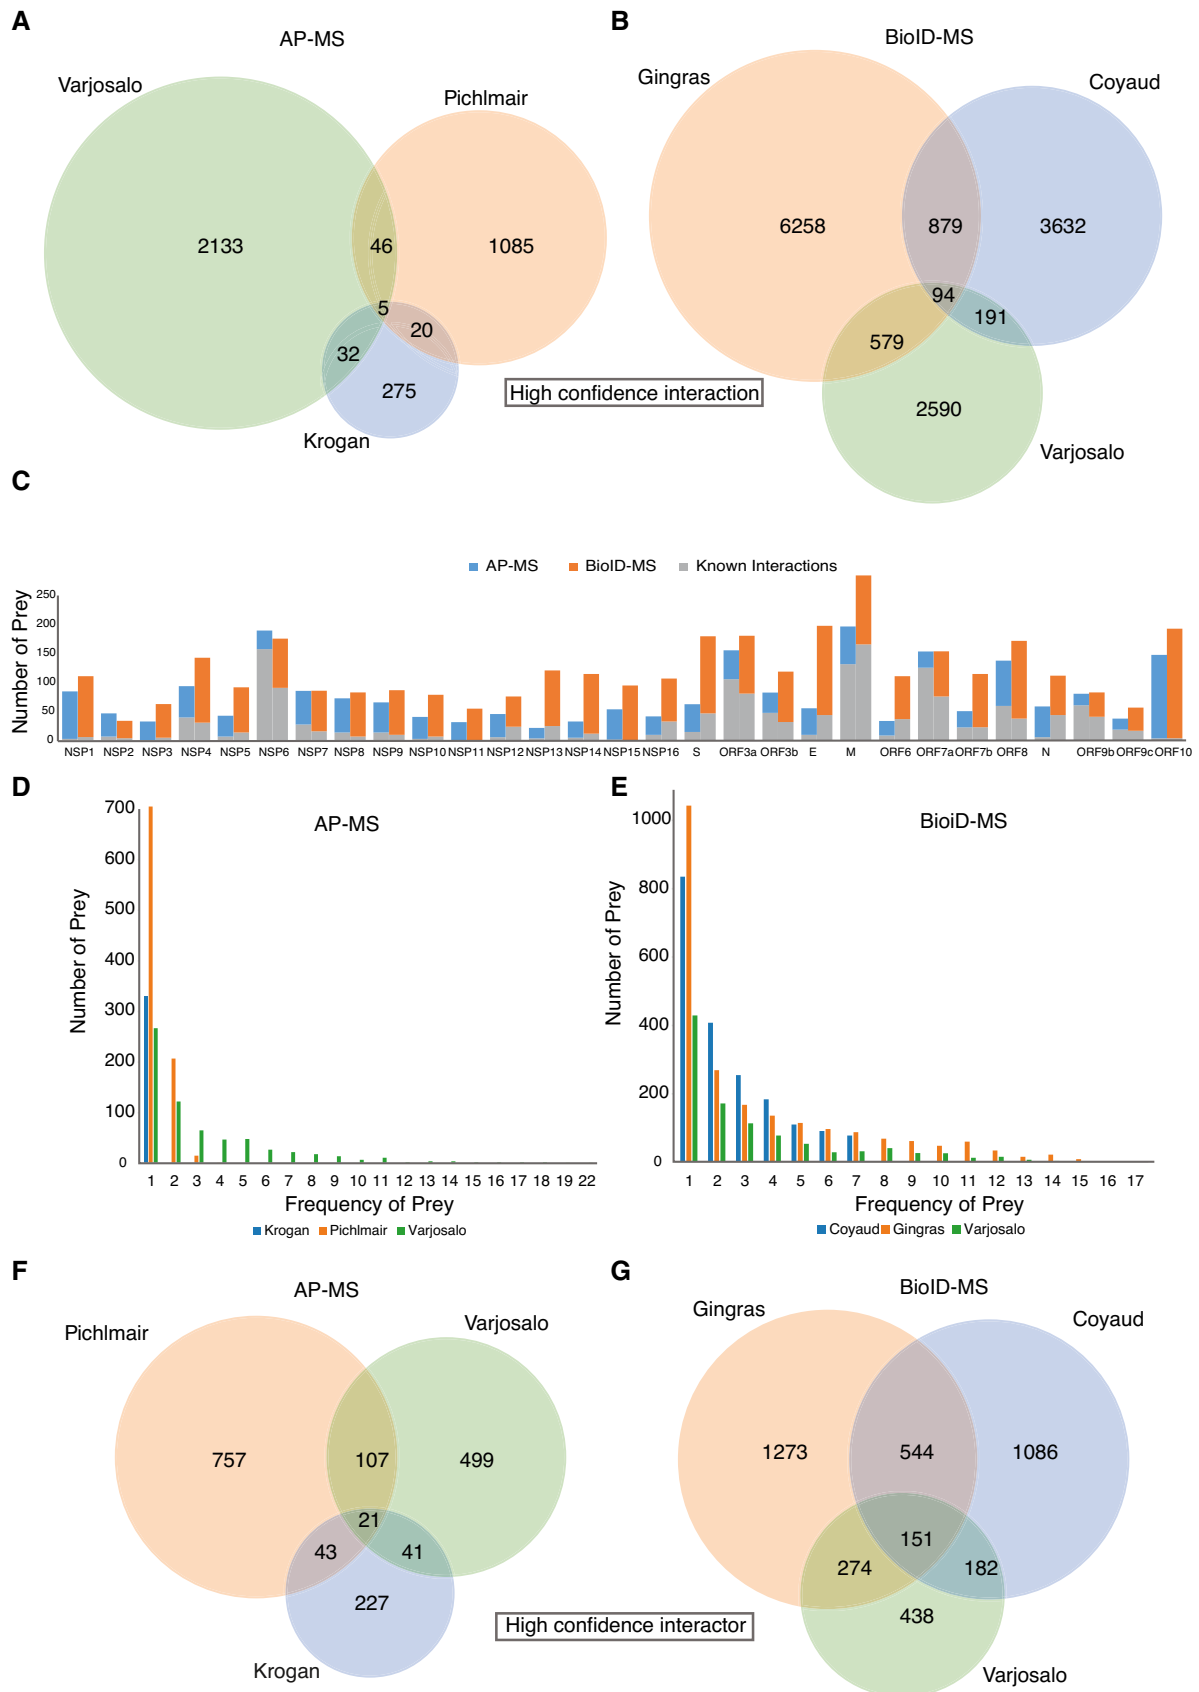 A
AP-MS
Varjosalo
Pichlmair
2133
46
1085
5
20
32
275
Krogan
B
BioID-MS
Gingras
Coyaud
6258
879
3632
94
191
579
2590
Varjosalo
High confidence interaction
C
AP-MS BioID-MS Known Interactions
Number of Prey
250
200
150
100
50
0
NSP1 NSP2 NSP3 NSP4 NSP5 NSP6 NSP7 NSP8 NSP9 NSP10 NSP11 NSP12 NSP13 NSP14 NSP15 NSP16 S ORF3a ORF3b E M ORF6 ORF7a ORF7b ORF8 N ORF9b ORF9c ORF10
D
AP-MS
Number of Prey
700
600
500
400
300
200
100
0
1 2 3 4 5 6 7 8 9 10 11 12 13 14 15 16 17 18 19 22
Frequency of Prey
Krogan Pichlmair Varjosalo
E
BioiD-MS
Number of Prey
1000
800
600
400
200
0
1 2 3 4 5 6 7 8 9 10 11 12 13 14 15 16 17
Frequency of Prey
Coyaud Gingras Varjosalo
F
AP-MS
Pichlmair
Varjosalo
757
107
499
21
43
41
227
Krogan
G
BioID-MS
Gingras
Coyaud
1273
544
1086
151
274
182
438
Varjosalo
High confidence interactor